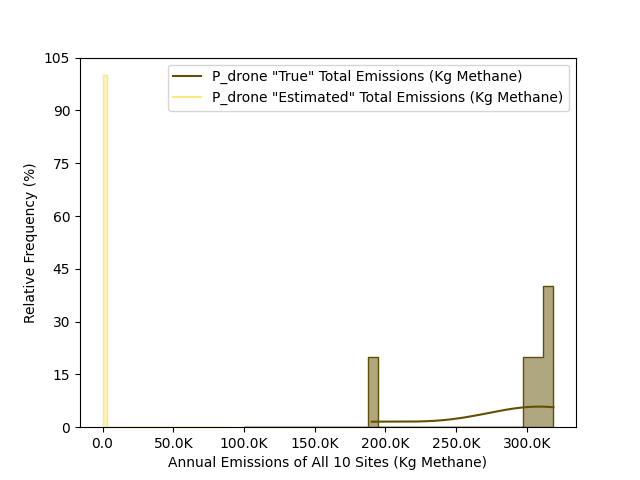 105
90
75
60
45
30
15
0
Relative Frequency (%)
P_drone "True" Total Emissions (Kg Methane)
P_drone "Estimated" Total Emissions (Kg Methane)
0.0 50.0K 100.0K 150.0K 200.0K 250.0K 300.0K
Annual Emissions of All 10 Sites (Kg Methane)